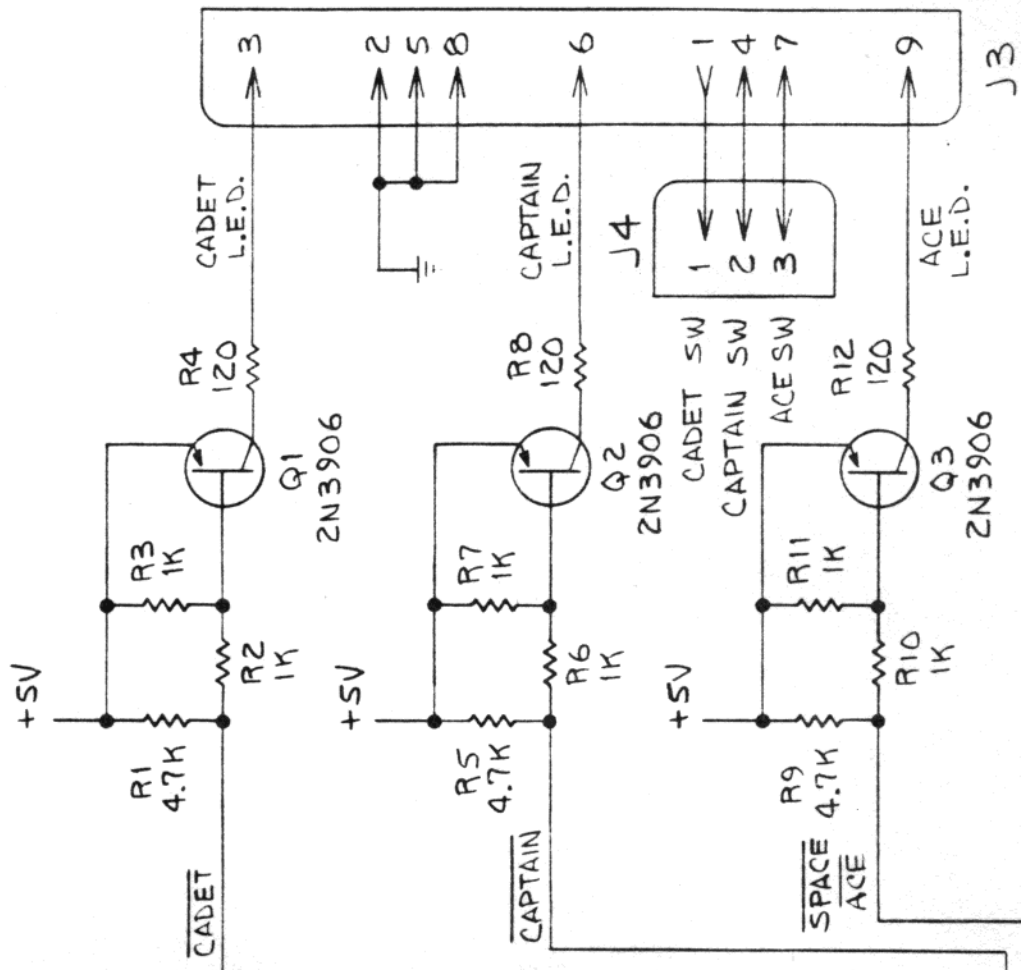 3
2
5
8
6
1
4
7
9
J3
CADET
L.E.D.
CAPTAIN
L.E.D.
J4
1
2
3
ACE
L.E.D.
R4
120
R8
120
CADET SW
CAPTAIN SW
ACE SW
R12
120
Q1
2N3906
Q2
2N3906
Q3
2N3906
R3
1K
R7
1K
R11
1K
R2
1K
R6
1K
R10
1K
+5V
+5V
+5V
R1
4.7K
R5
4.7K
R9
4.7K
CADET
CAPTAIN
SPACE
ACE